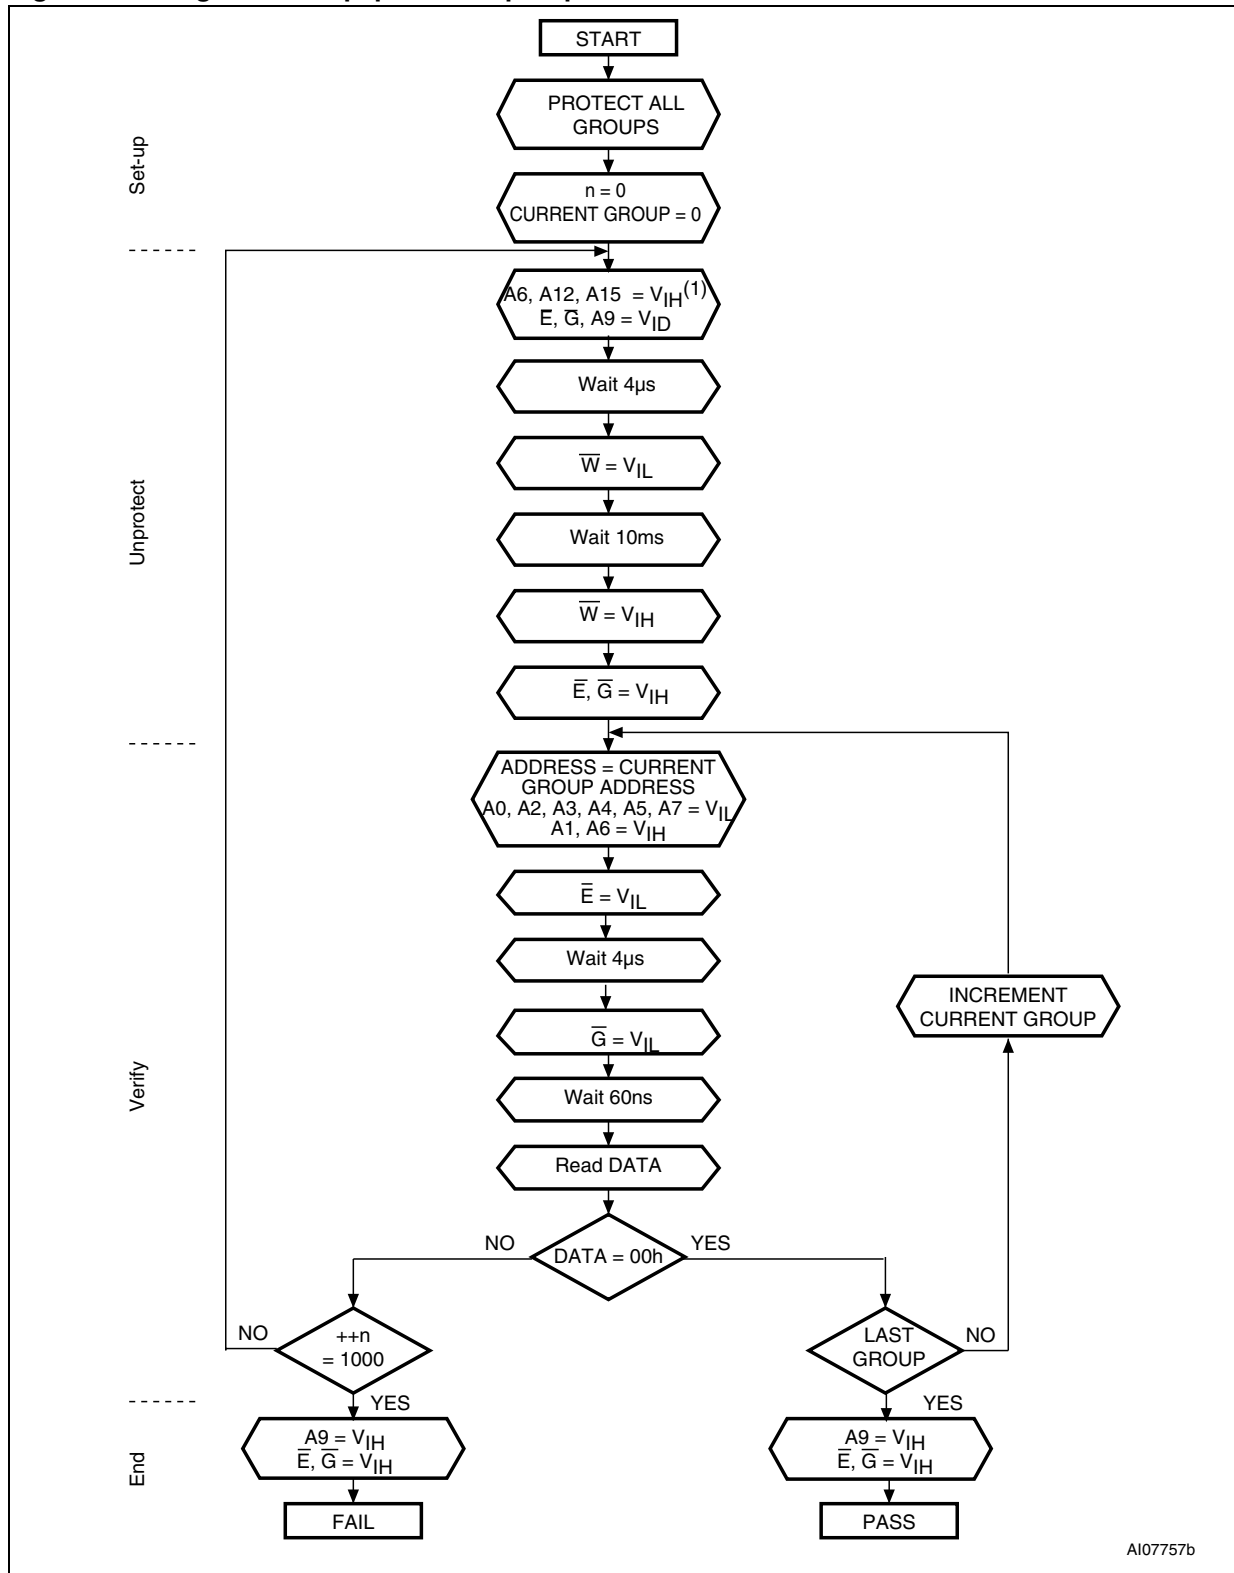 START
PROTECT ALL
GROUPS
Set-up
n = 0
CURRENT GROUP = 0
A6, A12, A15 = VIH(1)
E̅, G̅, A9 = VID
Wait 4µs
W̅ = VIL
Unprotect
Wait 10ms
W̅ = VIH
E̅, G̅ = VIH
ADDRESS = CURRENT
GROUP ADDRESS
A0, A2, A3, A4, A5, A7 = VIL
A1, A6 = VIH
E̅ = VIL
Wait 4µs
INCREMENT
CURRENT GROUP
G̅ = VIL
Verify
Wait 60ns
Read DATA
NO
DATA = 00h
YES
NO
++n
= 1000
LAST
GROUP
NO
YES
YES
End
A9 = VIH
E̅, G̅ = VIH
A9 = VIH
E̅, G̅ = VIH
FAIL
PASS
AI07757b